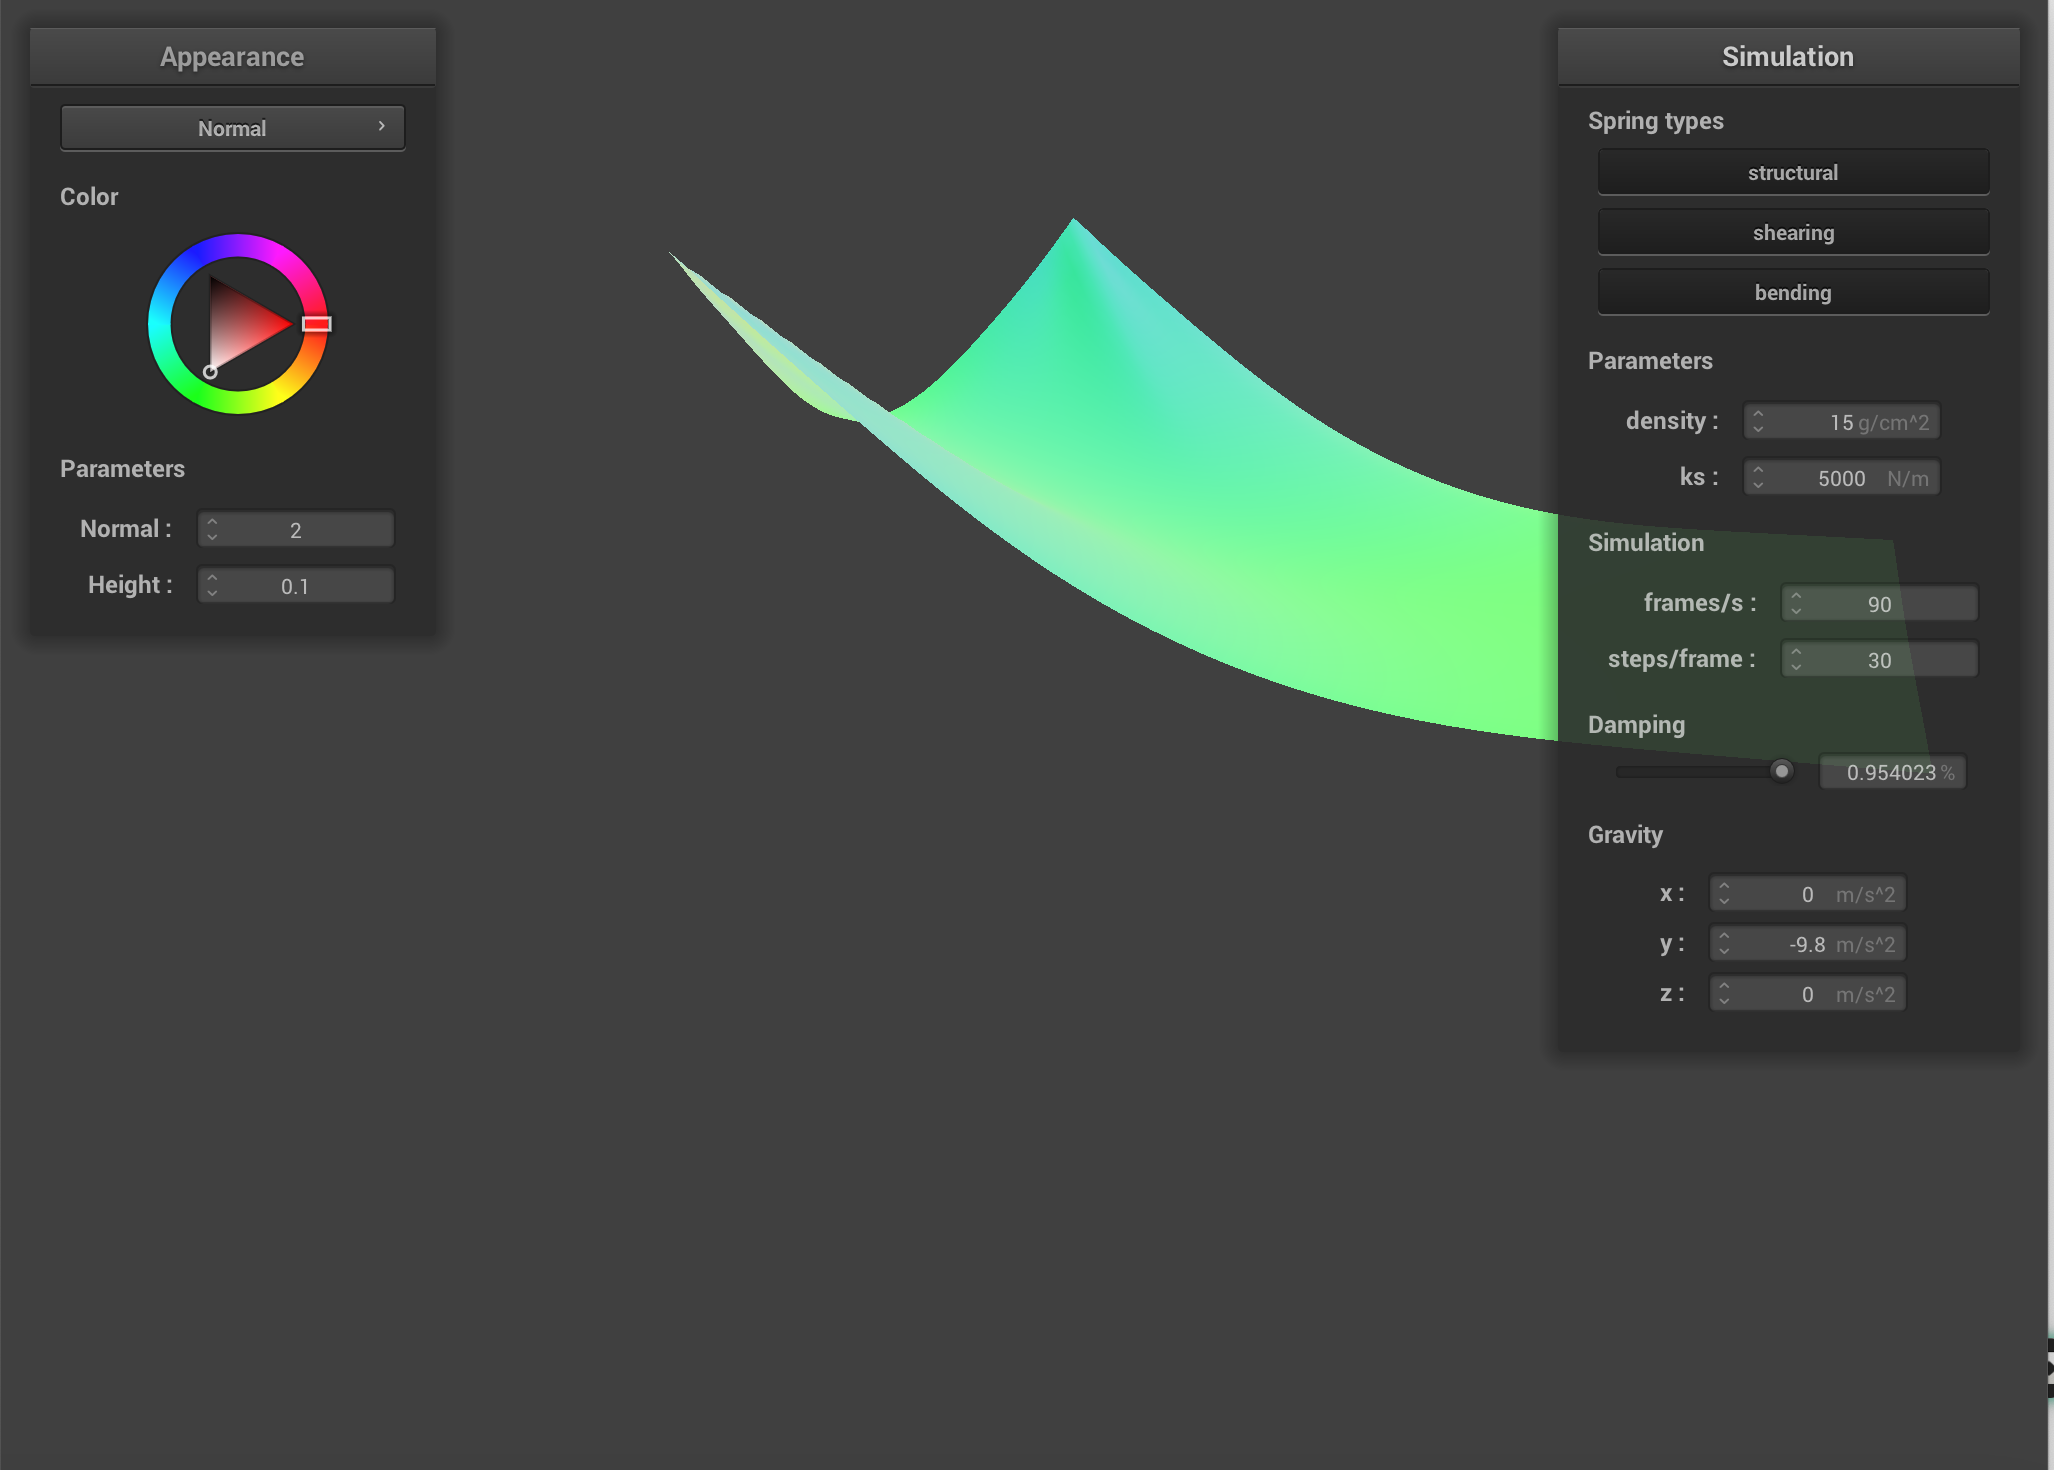 Appearance
Normal
Color
Parameters
Normal : 2
Height : 0.1
Simulation
Spring types
structural
shearing
bending
Parameters
density : 15 g/cm^2
ks : 5000 N/m
Simulation
frames/s : 90
steps/frame : 30
Damping
0.954023 %
Gravity
x : 0 m/s^2
y : -9.8 m/s^2
z : 0 m/s^2